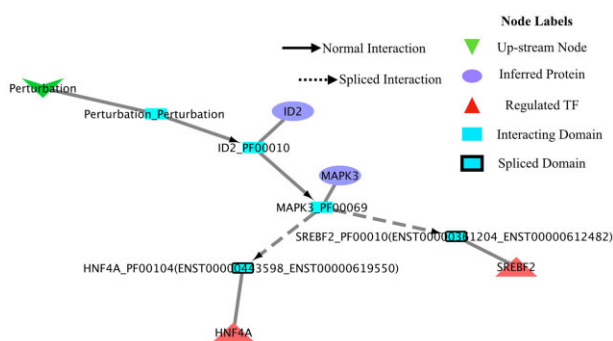 Node Labels
Normal Interaction
Up-stream Node
Spliced Interaction
Inferred Protein
Regulated TF
Interacting Domain
Spliced Domain
Perturbation
Perturbation_Perturbation
ID2
ID2_PF00010
MAPK3
MAPK3_PF00069
SREBF2_PF00010(ENST00000361204_ENST00000612482)
SREBF2
HNF4A_PF00104(ENST00000443598_ENST00000619550)
HNF4A